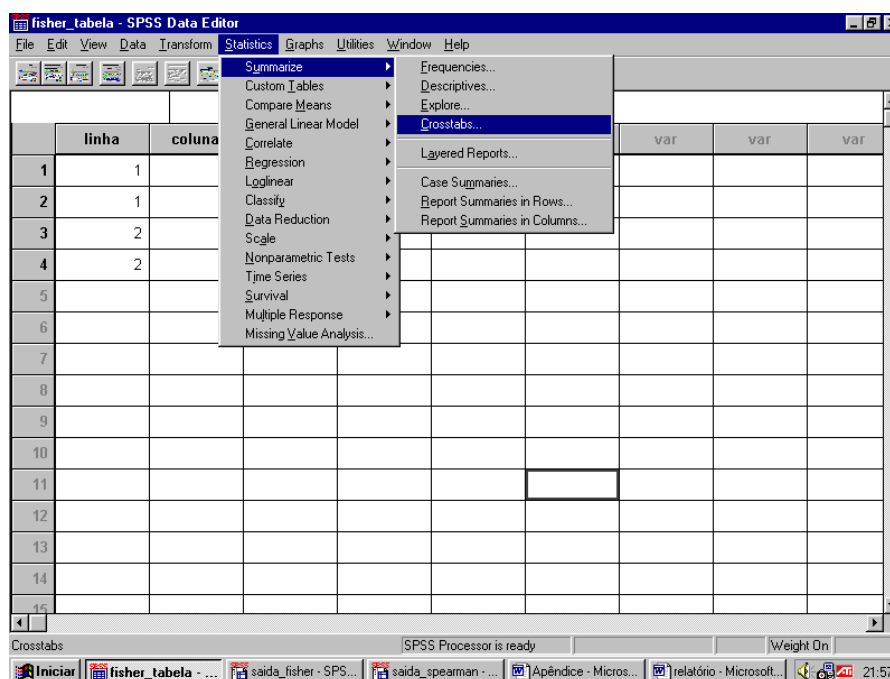 fisher_tabela - SPSS Data Editor
File Edit View Data Transform Statistics Graphs Utilities Window Help
Summarize
Custom Tables
Compare Means
General Linear Model
Correlate
Regression
Loglinear
Classify
Data Reduction
Scale
Nonparametric Tests
Time Series
Survival
Multiple Response
Missing Value Analysis...
Frequencies...
Descriptives...
Explore...
Crosstabs...
Layered Reports...
Case Summaries...
Report Summaries in Rows...
Report Summaries in Columns...
linha coluna var var var
1 1
2 1
3 2
4 2
5
6
7
8
9
10
11
12
13
14
15
Crosstabs SPSS Processor is ready Weight On
Iniciar fisher_tabela - ... saida_fisher - SPS... saida_spearman - ... Apêndice - Micros... relatório - Microsoft... 21:57